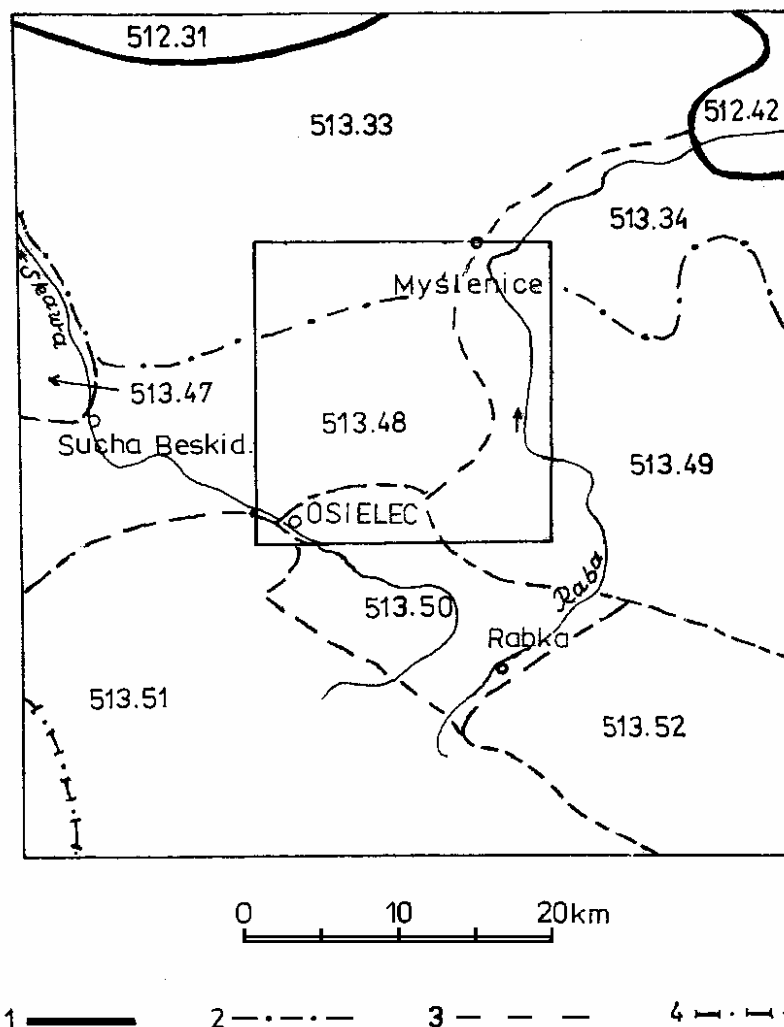 512.31
513.33
512.42
513.34
Skawa
Myślenice
513.47
513.48
Sucha Beskid.
513.49
OSIELEC
Raba
513.50
Rabka
513.51
513.52
0 10 20km
1 2 3 4